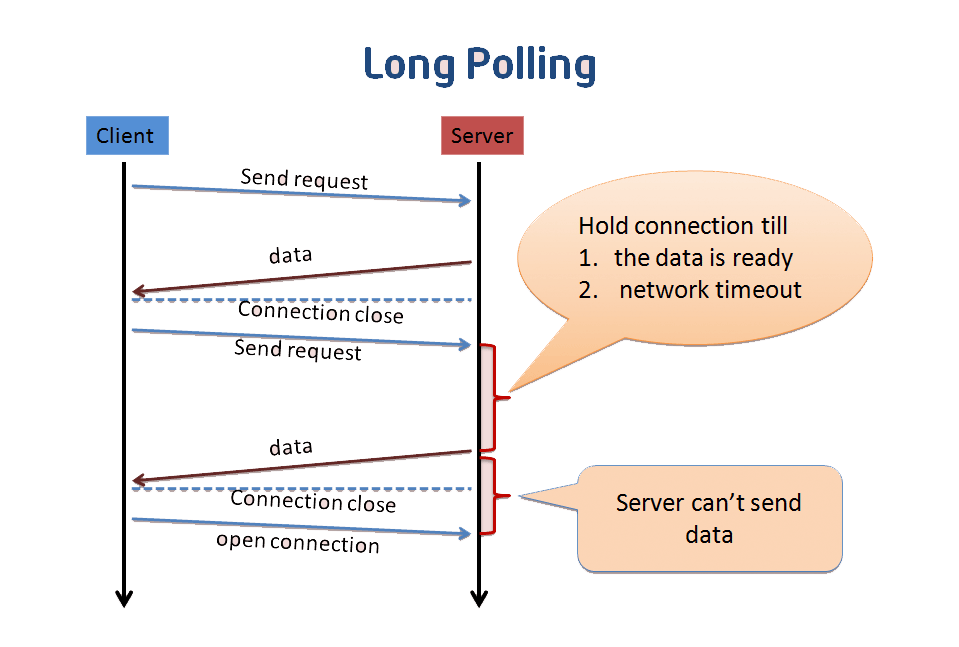 Long Polling
Client
Server
Send request
data
Connection close
Send request
data
Connection close
open connection
Hold connection till
1. the data is ready
2. network timeout
Server can't send
data